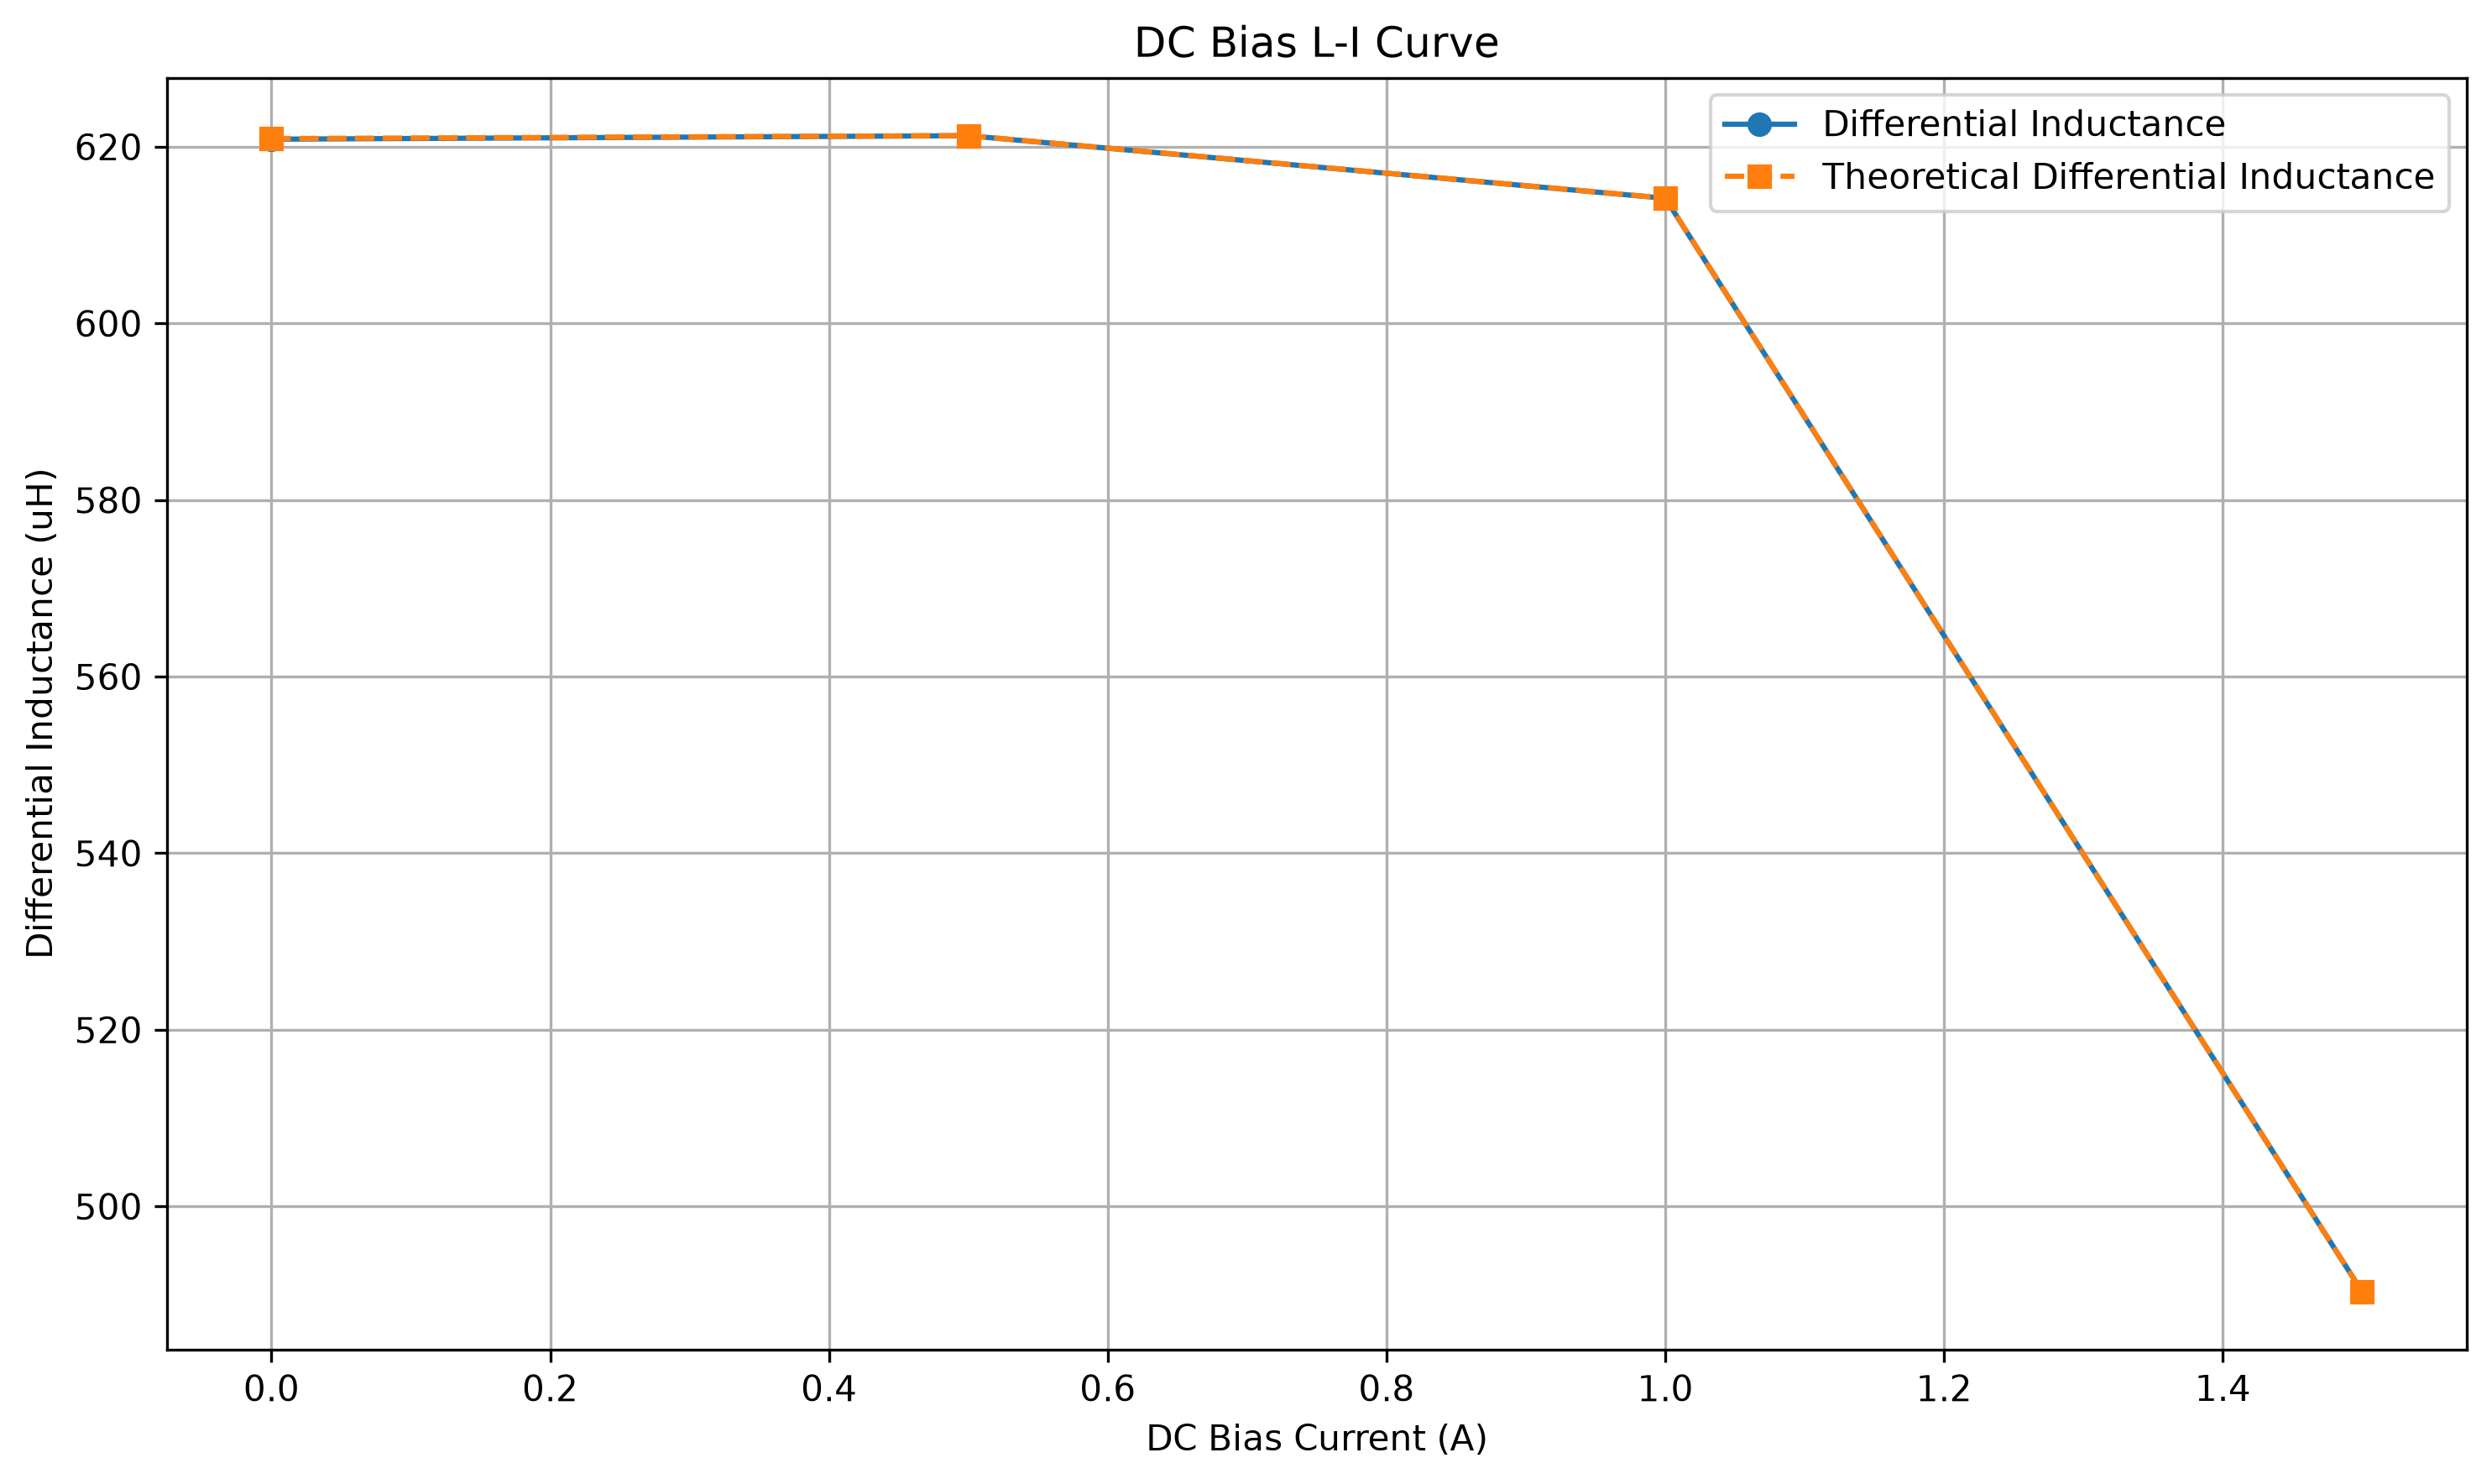 DC Bias L-I Curve
Differential Inductance
Theoretical Differential Inductance
Differential Inductance (uH)
620
600
580
560
540
520
500
0.0 0.2 0.4 0.6 0.8 1.0 1.2 1.4
DC Bias Current (A)